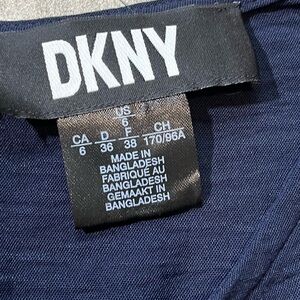 DKNY
US
6
CA D F CH
6 36 38 170/96A
MADE IN
BANGLADESH
FABRIQUÉ AU
BANGLADESH
GEMAAKT IN
BANGLADESH